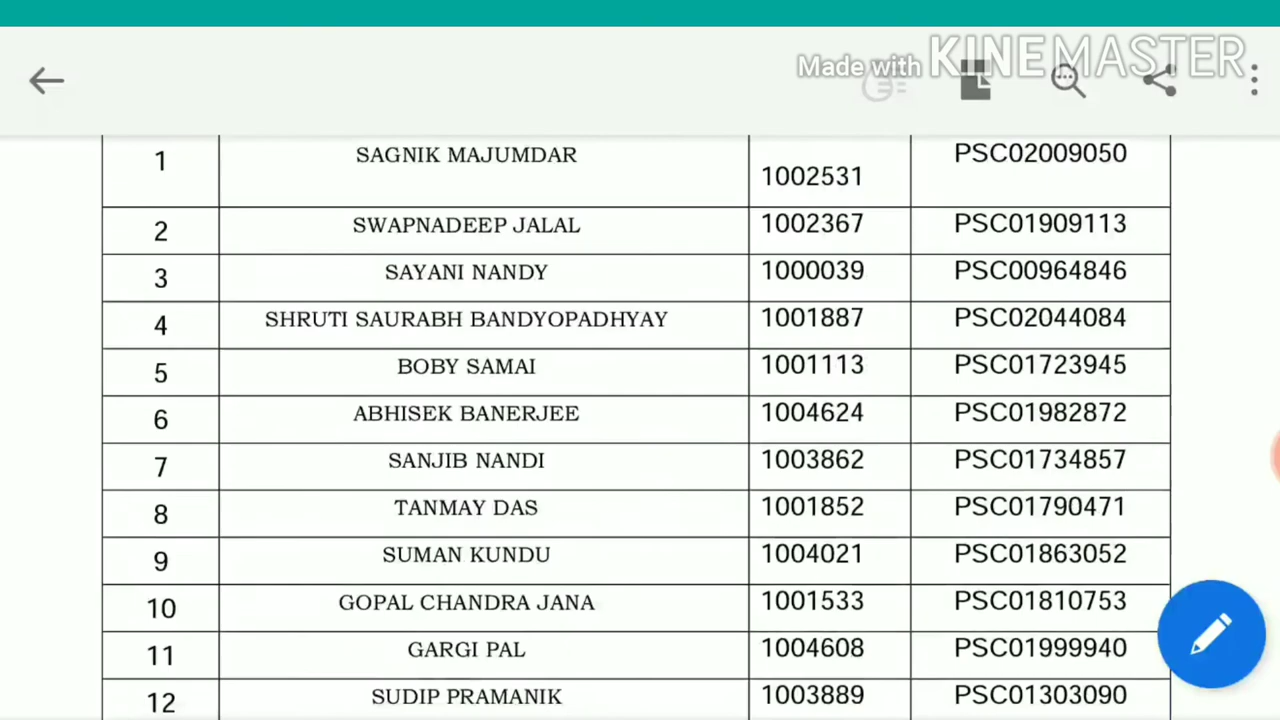 Made with KINEMASTER
1 SAGNIK MAJUMDAR 1002531 PSC02009050
2 SWAPNADEEP JALAL 1002367 PSC01909113
3 SAYANI NANDY 1000039 PSC00964846
4 SHRUTI SAURABH BANDYOPADHYAY 1001887 PSC02044084
5 BOBY SAMAI 1001113 PSC01723945
6 ABHISEK BANERJEE 1004624 PSC01982872
7 SANJIB NANDI 1003862 PSC01734857
8 TANMAY DAS 1001852 PSC01790471
9 SUMAN KUNDU 1004021 PSC01863052
10 GOPAL CHANDRA JANA 1001533 PSC01810753
11 GARGI PAL 1004608 PSC01999940
12 SUDIP PRAMANIK 1003889 PSC01303090